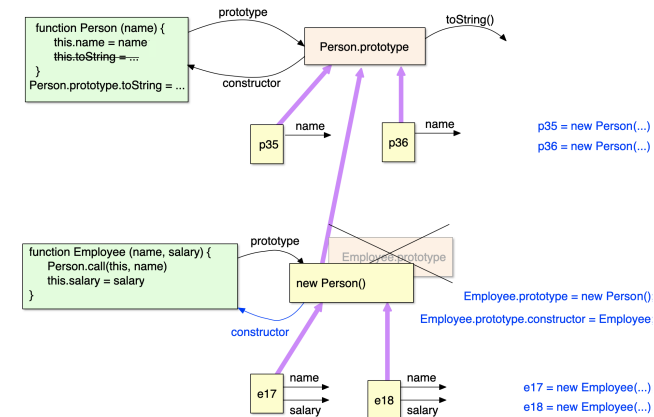 prototype
toString()
function Person (name) {
this.name = name
this.toString = ...
}
Person.prototype.toString = ...
Person.prototype
constructor
name
name
p35
p36
p35 = new Person(...)
p36 = new Person(...)
function Employee (name, salary) {
Person.call(this, name)
this.salary = salary
}
prototype
Employee.prototype
new Person()
constructor
Employee.prototype = new Person()
Employee.prototype.constructor = Employee;
name
name
e17
e18
salary
salary
e17 = new Employee(...)
e18 = new Employee(...)